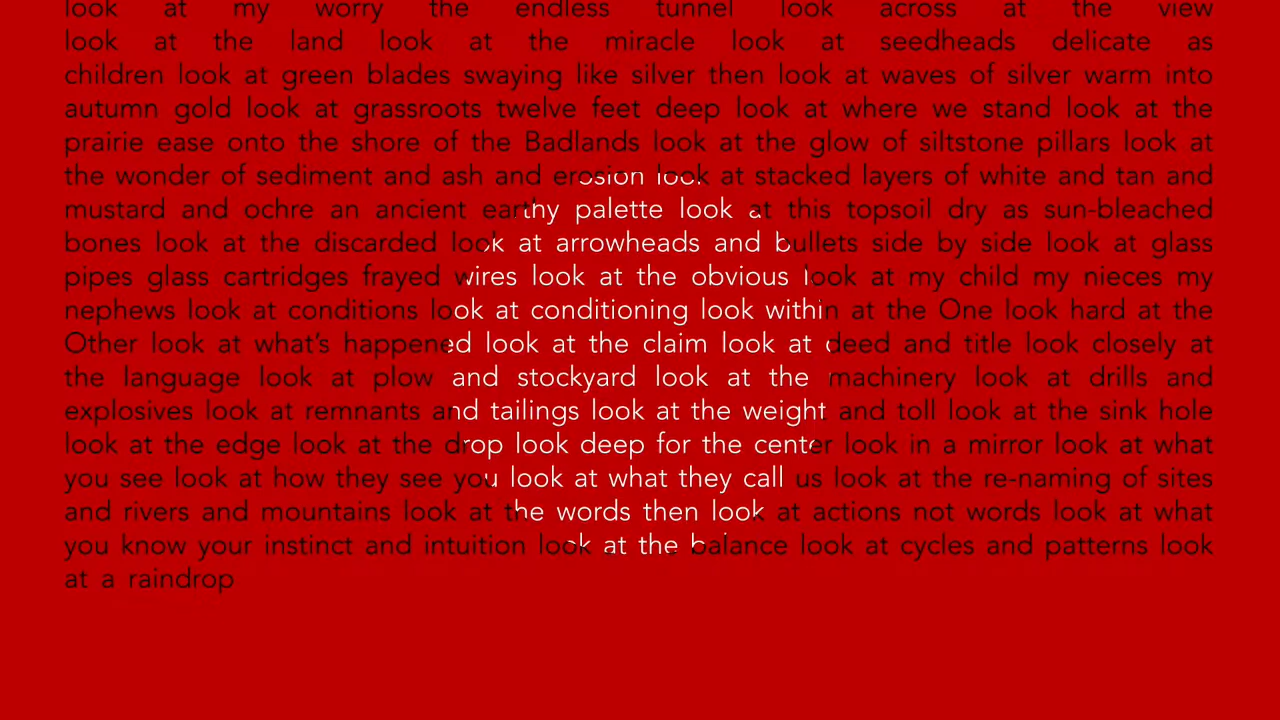 look at my worry the endless tunnel look across at the view
look at the land look at the miracle look at seedheads delicate as
children look at green blades swaying like silver then look at waves of silver warm into
autumn gold look at grassroots twelve feet deep look at where we stand look at the
prairie ease onto the shore of the Badlands look at the glow of siltstone pillars look at
the wonder of sediment and ash and erosion look at stacked layers of white and tan and
mustard and ochre an ancient earthy palette look at this topsoil dry as sun-bleached
bones look at the discarded look at arrowheads and bullets side by side look at glass
pipes glass cartridges frayed wires look at the obvious look at my child my nieces my
nephews look at conditions look at conditioning look within at the One look hard at the
Other look at what's happened look at the claim look at deed and title look closely at
the language look at plow and stockyard look at the machinery look at drills and
explosives look at remnants and tailings look at the weight and toll look at the sink hole
look at the edge look at the drop look deep for the center look in a mirror look at what
you see look at how they see you look at what they call us look at the re-naming of sites
and rivers and mountains look at the words then look at actions not words look at what
you know your instinct and intuition look at the balance look at cycles and patterns look
at a raindrop